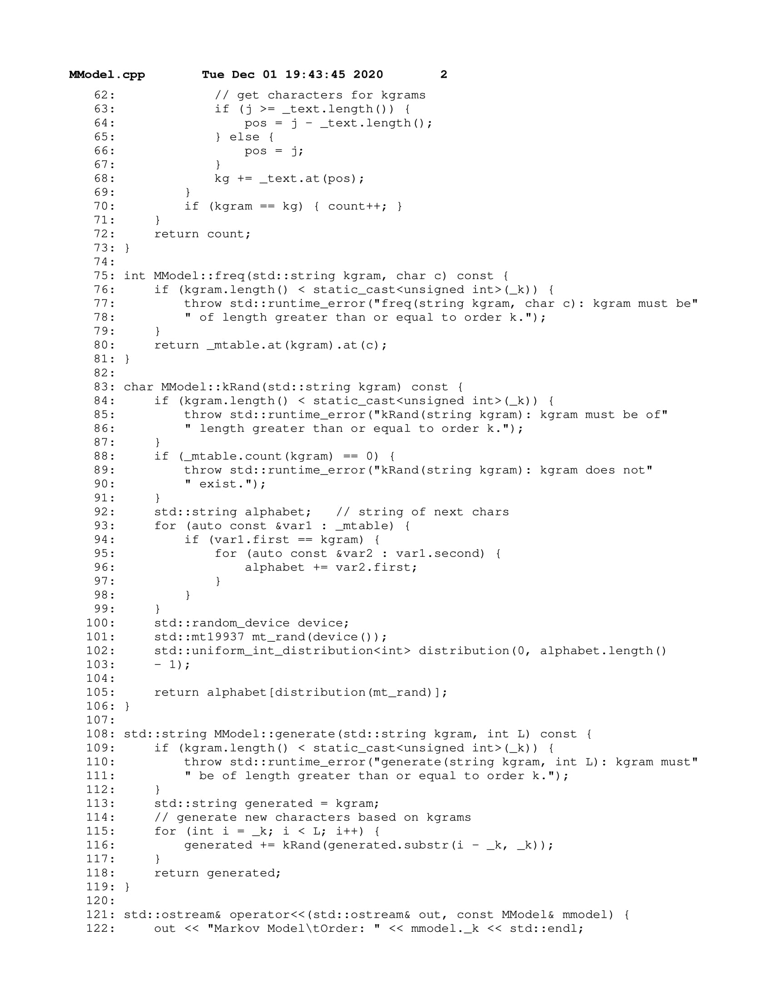 MModel.cpp        Tue Dec 01 19:43:45 2020        2
62:             // get characters for kgrams
63:             if (j >= _text.length()) {
64:                 pos = j - _text.length();
65:             } else {
66:                 pos = j;
67:             }
68:             kg += _text.at(pos);
69:         }
70:         if (kgram == kg) { count++; }
71:     }
72:     return count;
73: }
74:
75: int MModel::freq(std::string kgram, char c) const {
76:     if (kgram.length() < static_cast<unsigned int>(_k)) {
77:         throw std::runtime_error("freq(string kgram, char c): kgram must be"
78:         " of length greater than or equal to order k.");
79:     }
80:     return _mtable.at(kgram).at(c);
81: }
82:
83: char MModel::kRand(std::string kgram) const {
84:     if (kgram.length() < static_cast<unsigned int>(_k)) {
85:         throw std::runtime_error("kRand(string kgram): kgram must be of"
86:         " length greater than or equal to order k.");
87:     }
88:     if (_mtable.count(kgram) == 0) {
89:         throw std::runtime_error("kRand(string kgram): kgram does not"
90:         " exist.");
91:     }
92:     std::string alphabet;   // string of next chars
93:     for (auto const &var1 : _mtable) {
94:         if (var1.first == kgram) {
95:             for (auto const &var2 : var1.second) {
96:                 alphabet += var2.first;
97:             }
98:         }
99:     }
100:     std::random_device device;
101:     std::mt19937 mt_rand(device());
102:     std::uniform_int_distribution<int> distribution(0, alphabet.length()
103:     - 1);
104:
105:     return alphabet[distribution(mt_rand)];
106: }
107:
108: std::string MModel::generate(std::string kgram, int L) const {
109:     if (kgram.length() < static_cast<unsigned int>(_k)) {
110:         throw std::runtime_error("generate(string kgram, int L): kgram must"
111:         " be of length greater than or equal to order k.");
112:     }
113:     std::string generated = kgram;
114:     // generate new characters based on kgrams
115:     for (int i = _k; i < L; i++) {
116:         generated += kRand(generated.substr(i - _k, _k));
117:     }
118:     return generated;
119: }
120:
121: std::ostream& operator<<(std::ostream& out, const MModel& mmodel) {
122:     out << "Markov Model\tOrder: " << mmodel._k << std::endl;